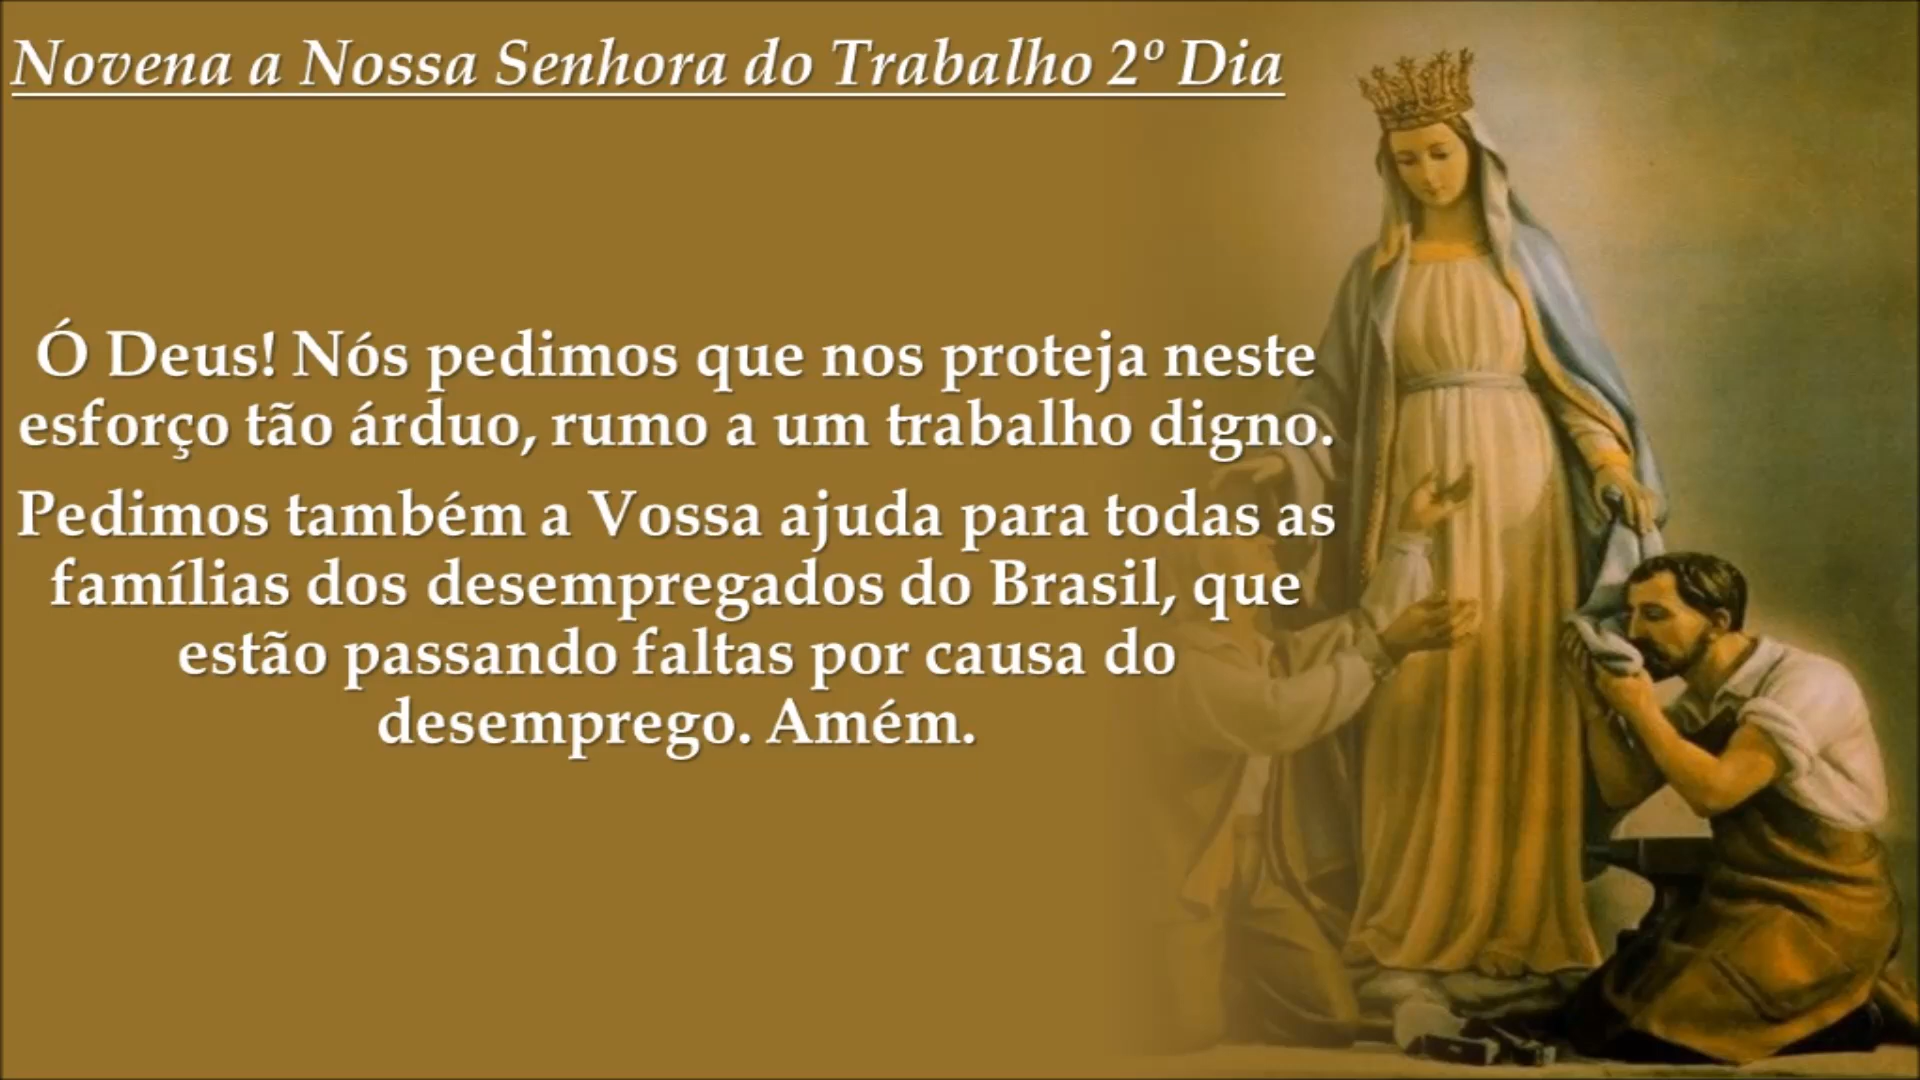 Novena a Nossa Senhora do Trabalho 2º Dia
Ó Deus! Nós pedimos que nos proteja neste
esforço tão árduo, rumo a um trabalho digno.
Pedimos também a Vossa ajuda para todas as
famílias dos desempregados do Brasil, que
estão passando faltas por causa do
desemprego. Amém.